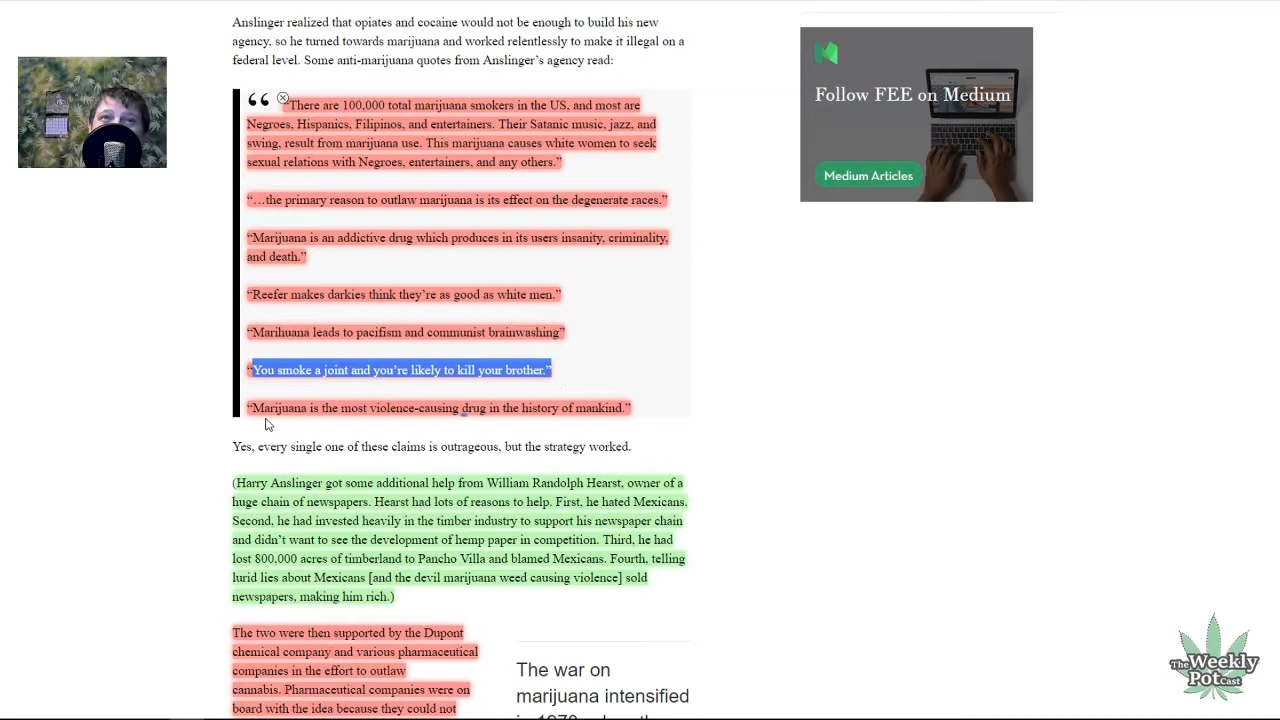 Anslinger realized that opiates and cocaine would not be enough to build his new
agency, so he turned towards marijuana and worked relentlessly to make it illegal on a
federal level. Some anti-marijuana quotes from Anslinger’s agency read:
“There are 100,000 total marijuana smokers in the US, and most are
Negroes, Hispanics, Filipinos, and entertainers. Their Satanic music, jazz, and
swing, result from marijuana use. This marijuana causes white women to seek
sexual relations with Negroes, entertainers, and any others.”
“…the primary reason to outlaw marijuana is its effect on the degenerate races.”
“Marijuana is an addictive drug which produces in its users insanity, criminality,
and death.”
“Reefer makes darkies think they’re as good as white men.”
“Marihuana leads to pacifism and communist brainwashing”
“You smoke a joint and you’re likely to kill your brother.”
“Marijuana is the most violence-causing drug in the history of mankind.”
Yes, every single one of these claims is outrageous, but the strategy worked.
(Harry Anslinger got some additional help from William Randolph Hearst, owner of a
huge chain of newspapers. Hearst had lots of reasons to help. First, he hated Mexicans.
Second, he had invested heavily in the timber industry to support his newspaper chain
and didn’t want to see the development of hemp paper in competition. Third, he had
lost 800,000 acres of timberland to Pancho Villa and blamed Mexicans. Fourth, telling
lurid lies about Mexicans [and the devil marijuana weed causing violence] sold
newspapers, making him rich.)
The two were then supported by the Dupont
chemical company and various pharmaceutical
companies in the effort to outlaw
cannabis. Pharmaceutical companies were on
board with the idea because they could not
The war on
marijuana intensified
Follow FEE on Medium
Medium Articles
The Weekly
PotCast